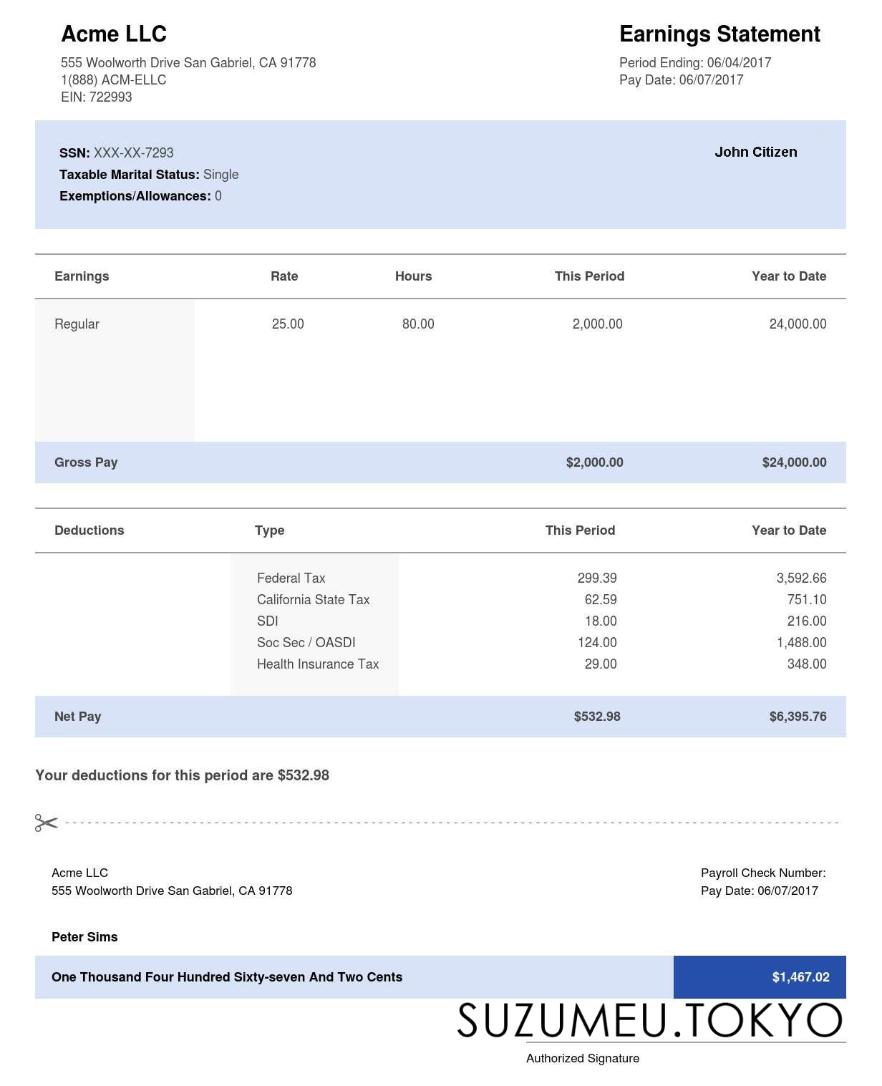 Acme LLC
Earnings Statement
555 Woolworth Drive San Gabriel, CA 91778
Period Ending: 06/04/2017
1(888) ACM-ELLC
Pay Date: 06/07/2017
EIN: 722993
SSN: XXX-XX-7293
John Citizen
Taxable Marital Status: Single
Exemptions/Allowances: 0
Earnings Rate Hours This Period Year to Date
Regular 25.00 80.00 2,000.00 24,000.00
Gross Pay $2,000.00 $24,000.00
Deductions Type This Period Year to Date
Federal Tax 299.39 3,592.66
California State Tax 62.59 751.10
SDI 18.00 216.00
Soc Sec / OASDI 124.00 1,488.00
Health Insurance Tax 29.00 348.00
Net Pay $532.98 $6,395.76
Your deductions for this period are $532.98
Acme LLC
Payroll Check Number:
555 Woolworth Drive San Gabriel, CA 91778
Pay Date: 06/07/2017
Peter Sims
One Thousand Four Hundred Sixty-seven And Two Cents $1,467.02
SUZUMEU.TOKYO
Authorized Signature